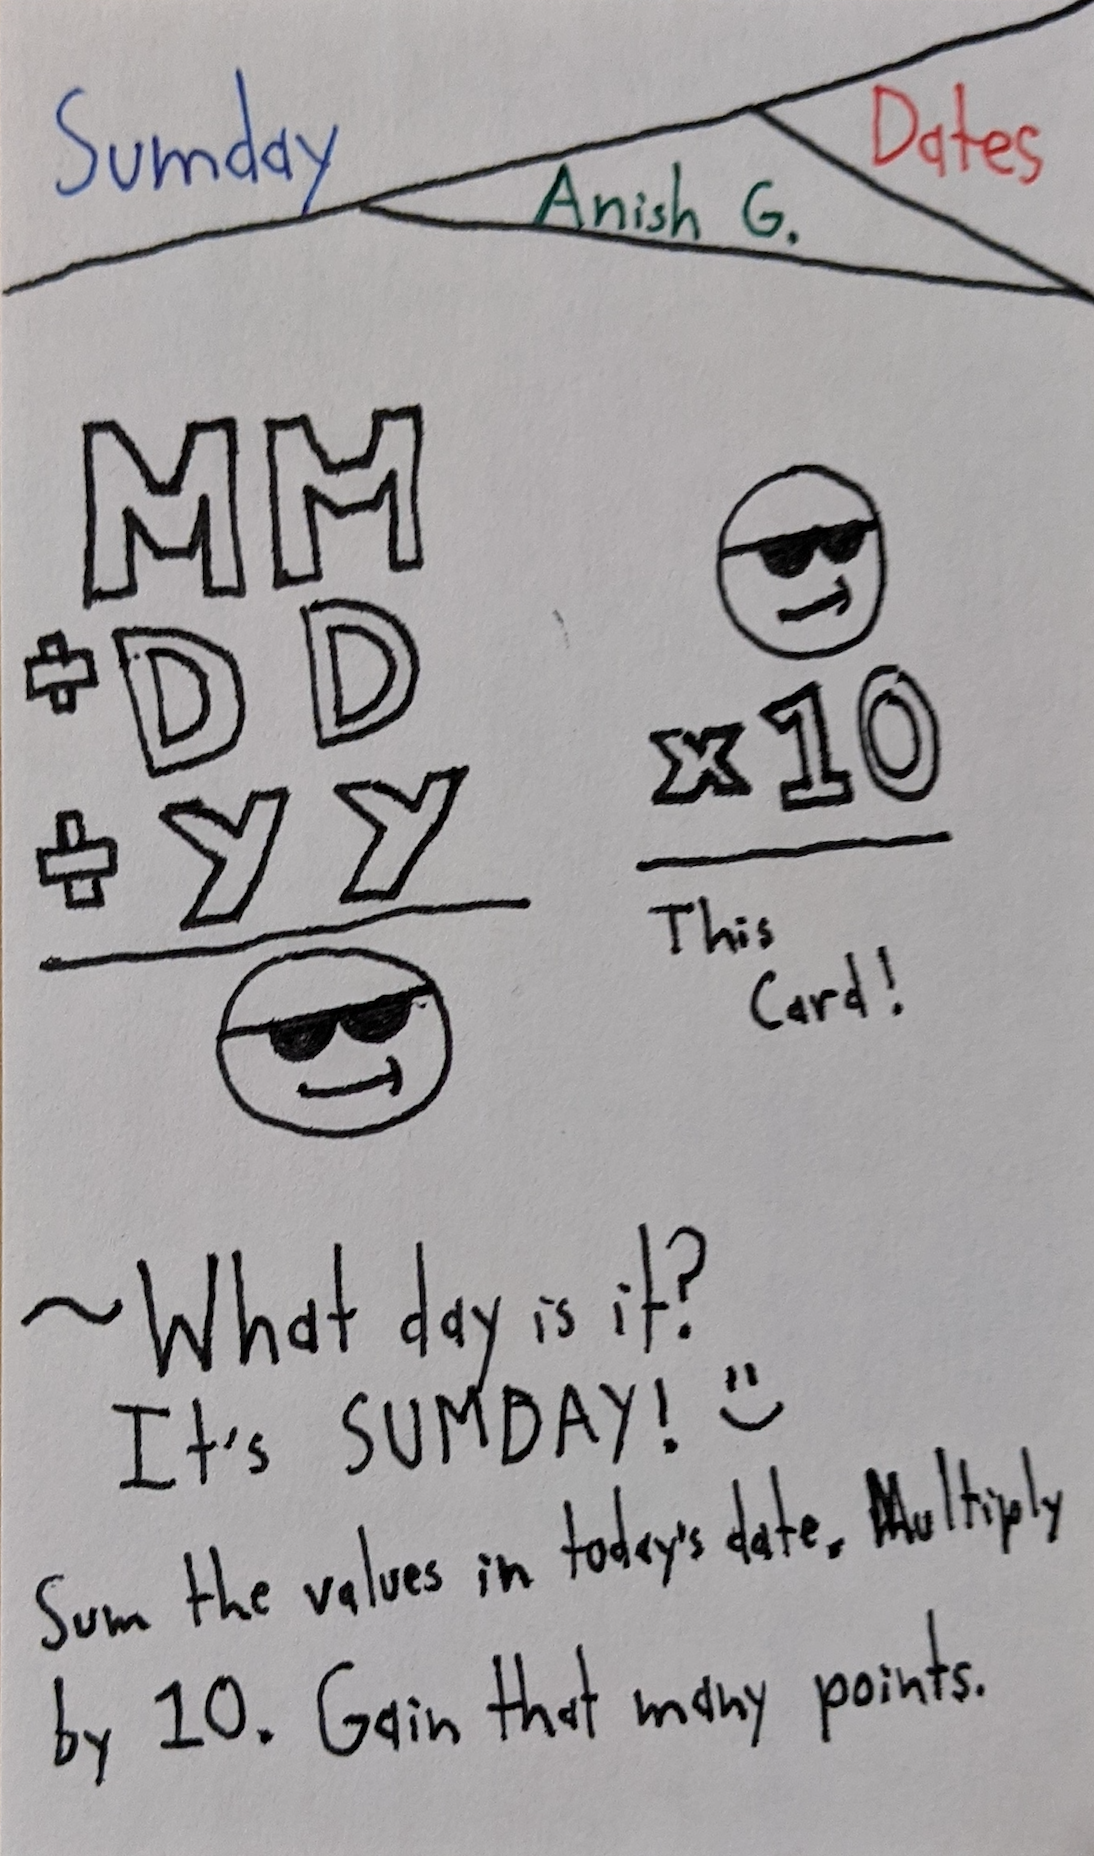 Sumday
Anish G.
Dates
MM
+DD
+YY
x10
This
Card!
~What day is it?
It's SUMDAY! :)
Sum the values in today's date. Multiply
by 10. Gain that many points.